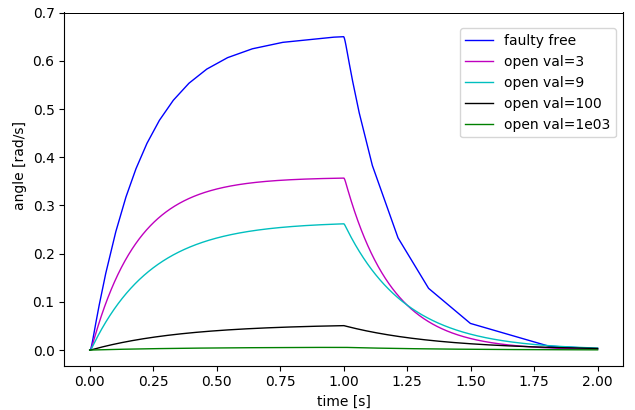 0.7
0.6
0.5
0.4
0.3
0.2
0.1
0.0
angle [rad/s]
faulty free
open val=3
open val=9
open val=100
open val=1e03
0.00 0.25 0.50 0.75 1.00 1.25 1.50 1.75 2.00
time [s]